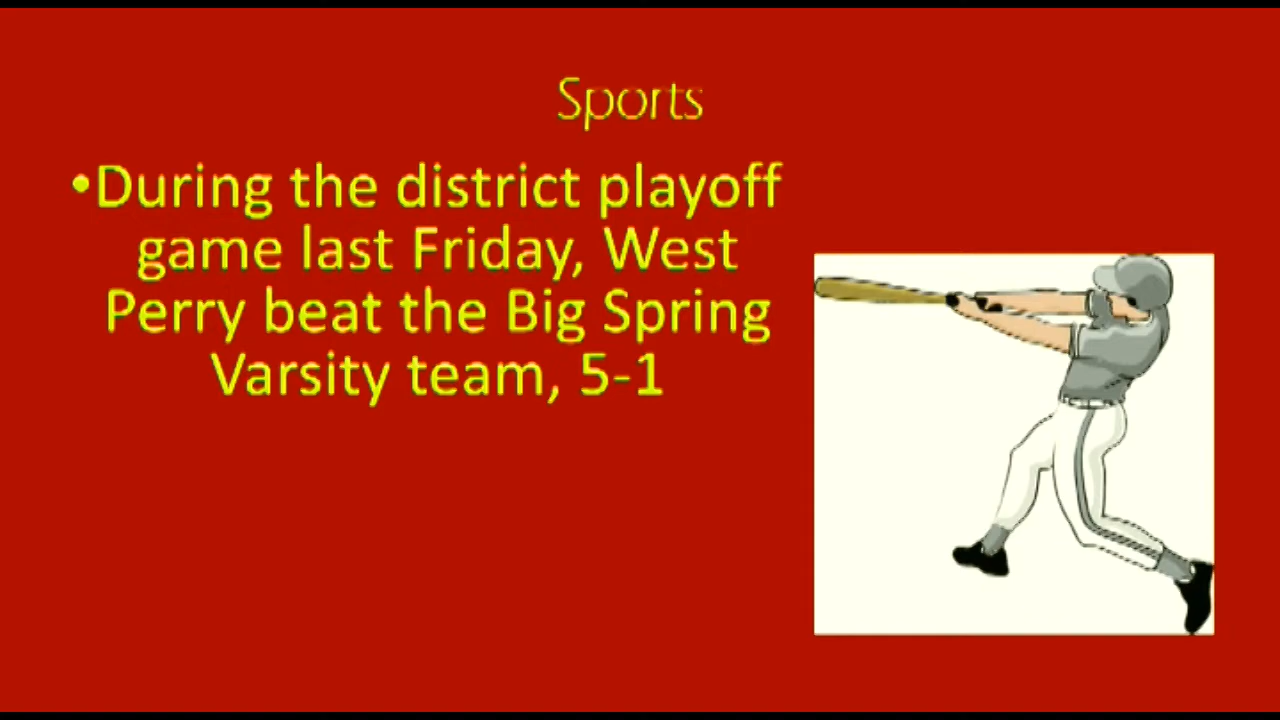 Sports
•During the district playoff
game last Friday, West
Perry beat the Big Spring
Varsity team, 5-1